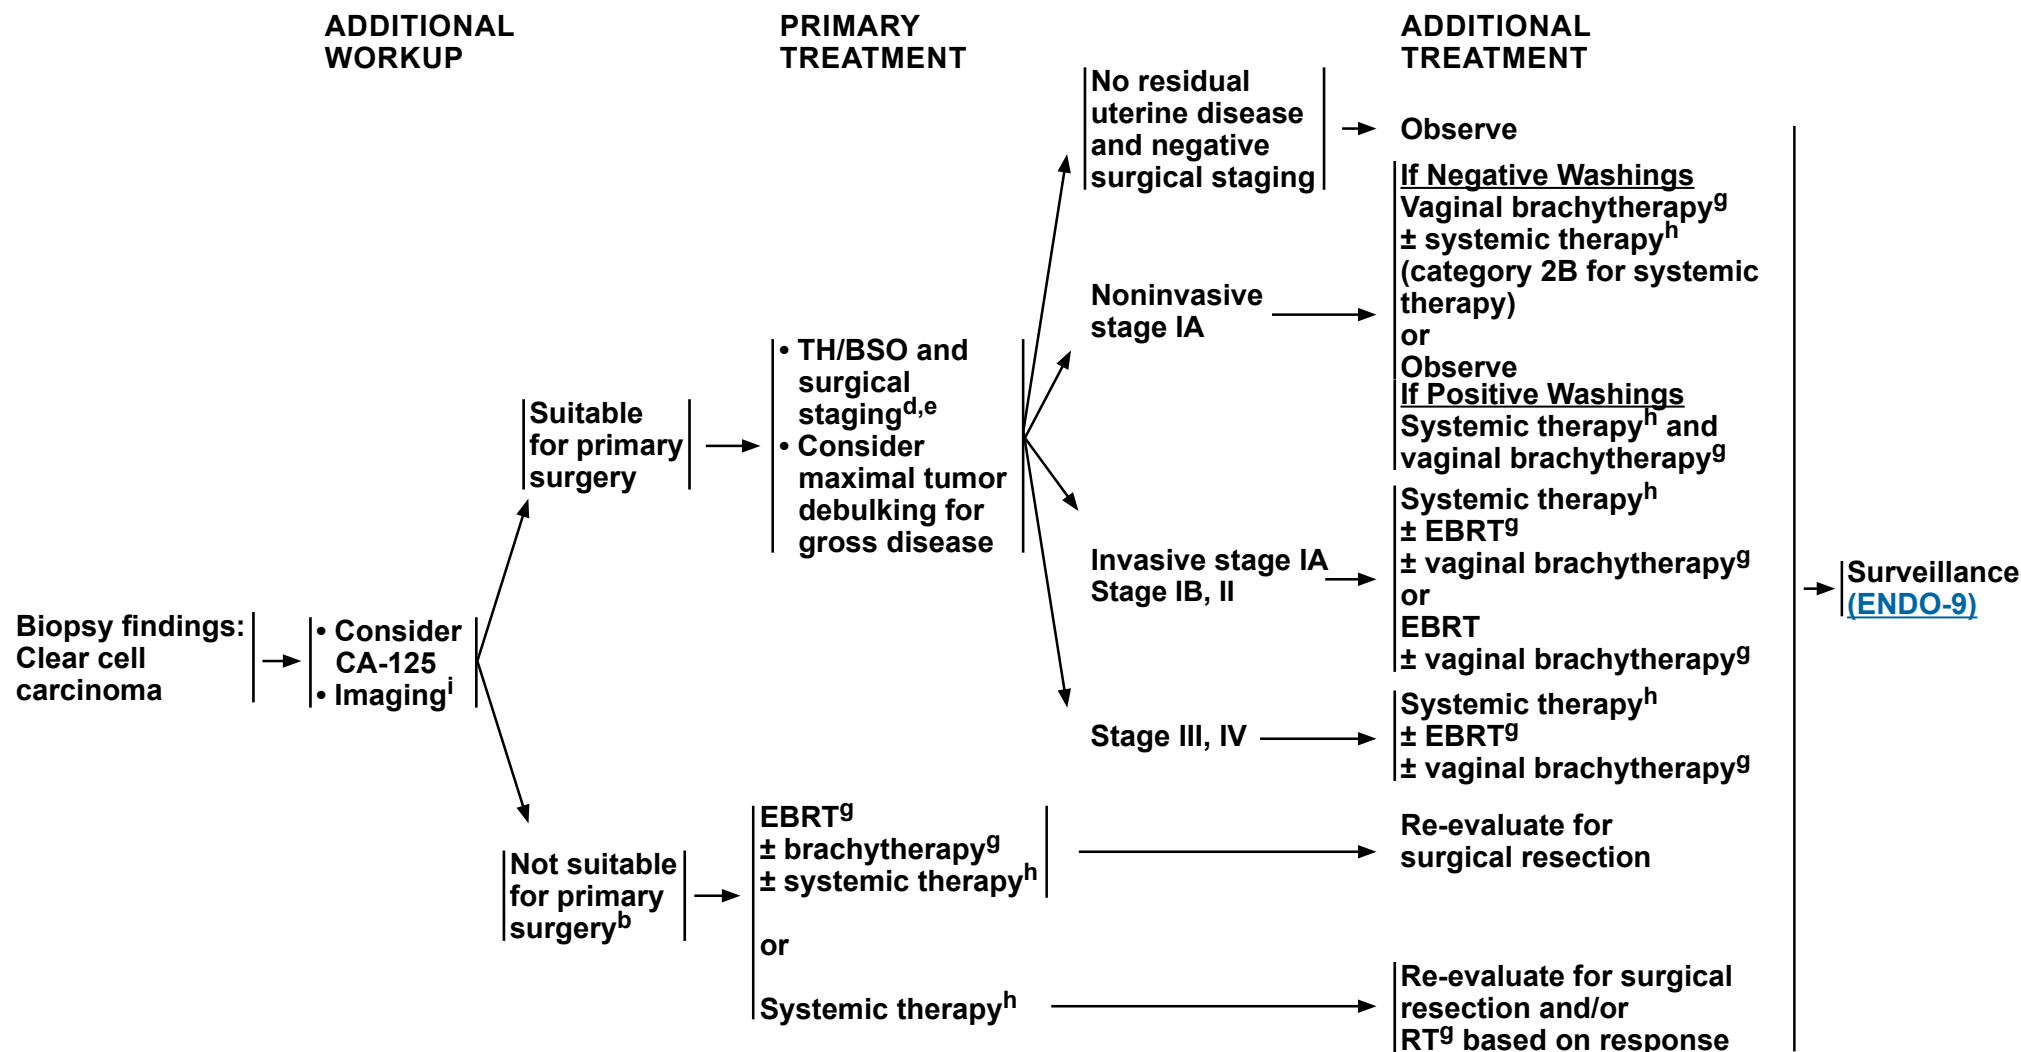 ADDITIONAL
WORKUP
PRIMARY
TREATMENT
ADDITIONAL
TREATMENT
Biopsy findings:
Clear cell
carcinoma
• Consider
CA-125
• Imagingi
Suitable
for primary
surgery
• TH/BSO and
surgical
stagingd,e
• Consider
maximal tumor
debulking for
gross disease
No residual
uterine disease
and negative
surgical staging
Observe
Noninvasive
stage IA
If Negative Washings
Vaginal brachytherapyg
± systemic therapyh
(category 2B for systemic
therapy)
or
Observe
If Positive Washings
Systemic therapyh and
vaginal brachytherapyg
Invasive stage IA
Stage IB, II
Systemic therapyh
± EBRTg
± vaginal brachytherapyg
or
EBRT
± vaginal brachytherapyg
Stage III, IV
Systemic therapyh
± EBRTg
± vaginal brachytherapyg
Not suitable
for primary
surgeryb
EBRTg
± brachytherapyg
± systemic therapyh
or
Systemic therapyh
Re-evaluate for
surgical resection
Re-evaluate for surgical
resection and/or
RTg based on response
Surveillance
(ENDO-9)